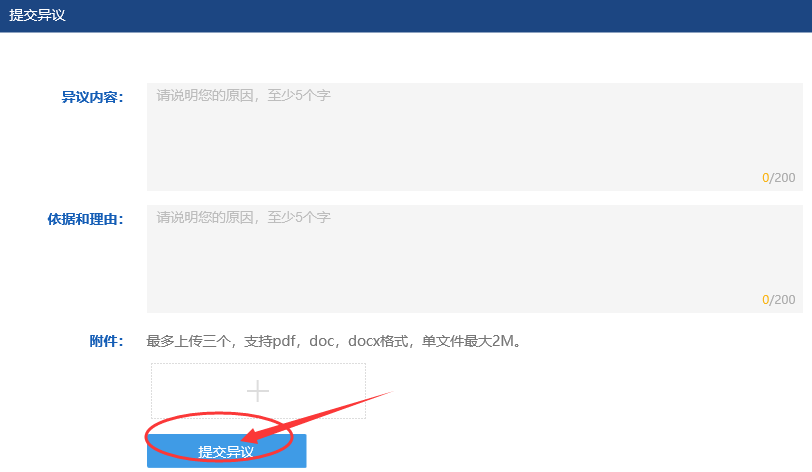 提交异议
异议内容：
请说明您的原因，至少5个字
0/200
依据和理由：
请说明您的原因，至少5个字
0/200
附件：
最多上传三个，支持pdf，doc，docx格式，单文件最大2M。
提交异议